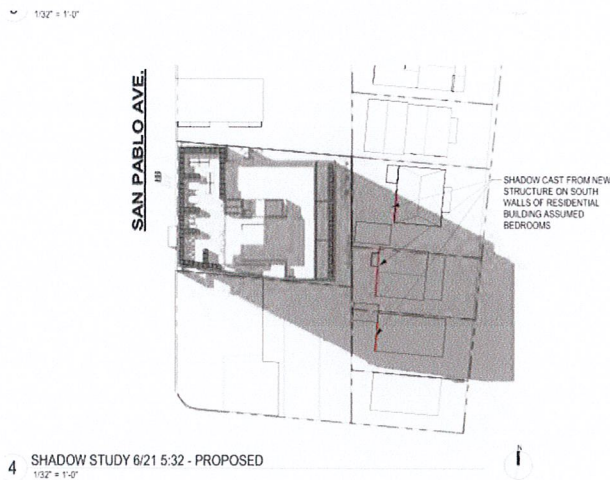 1/32" = 1'-0"
SAN PABLO AVE.
SHADOW CAST FROM NEW
STRUCTURE ON SOUTH
WALLS OF RESIDENTIAL
BUILDING ASSUMED
BEDROOMS
N
4 SHADOW STUDY 6/21 5:32 - PROPOSED
1/32" = 1'-0"